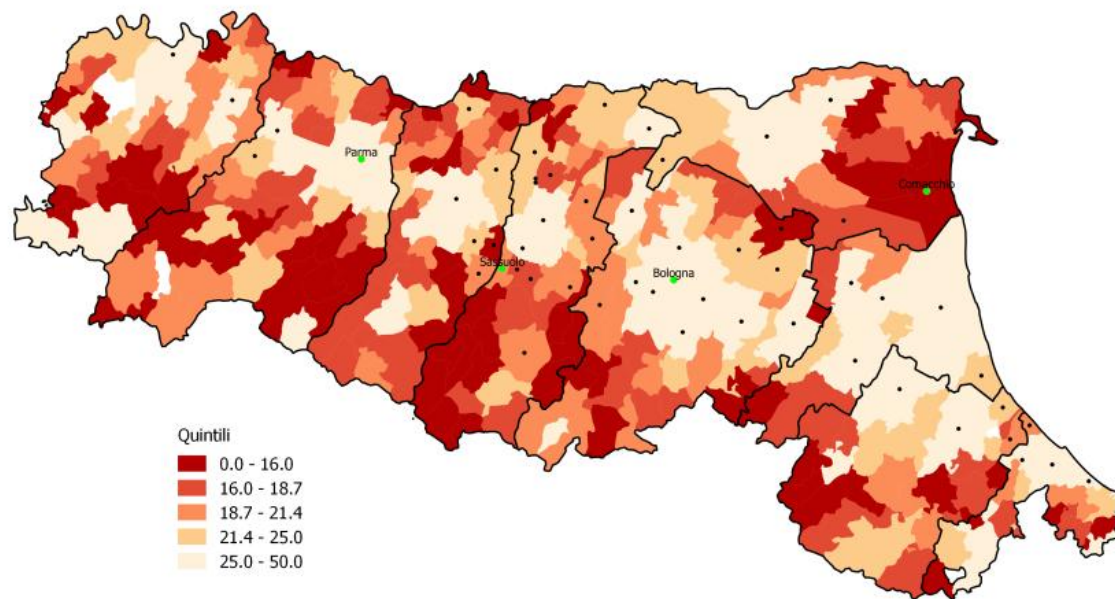 Parma
Comacchio
Sassuolo
Bologna
Quintili
0.0 - 16.0
16.0 - 18.7
18.7 - 21.4
21.4 - 25.0
25.0 - 50.0